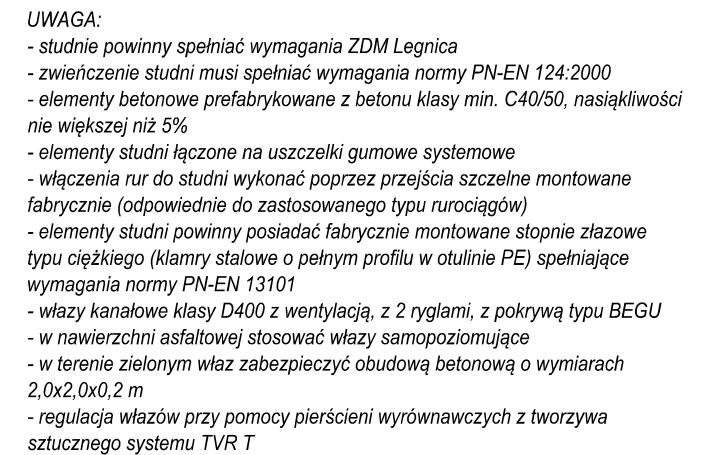 UWAGA:
- studnie powinny spełniać wymagania ZDM Legnica
- zwieńczenie studni musi spełniać wymagania normy PN-EN 124:2000
- elementy betonowe prefabrykowane z betonu klasy min. C40/50, nasiąkliwości
nie większej niż 5%
- elementy studni łączone na uszczelki gumowe systemowe
- włączenia rur do studni wykonać poprzez przejścia szczelne montowane
fabrycznie (odpowiednie do zastosowanego typu rurociągów)
- elementy studni powinny posiadać fabrycznie montowane stopnie złazowe
typu ciężkiego (klamry stalowe o pełnym profilu w otulinie PE) spełniające
wymagania normy PN-EN 13101
- włazy kanałowe klasy D400 z wentylacją, z 2 ryglami, z pokrywą typu BEGU
- w nawierzchni asfaltowej stosować włazy samopoziomujące
- w terenie zielonym właz zabezpieczyć obudową betonową o wymiarach
2,0x2,0x0,2 m
- regulacja włazów przy pomocy pierścieni wyrównawczych z tworzywa
sztucznego systemu TVR T